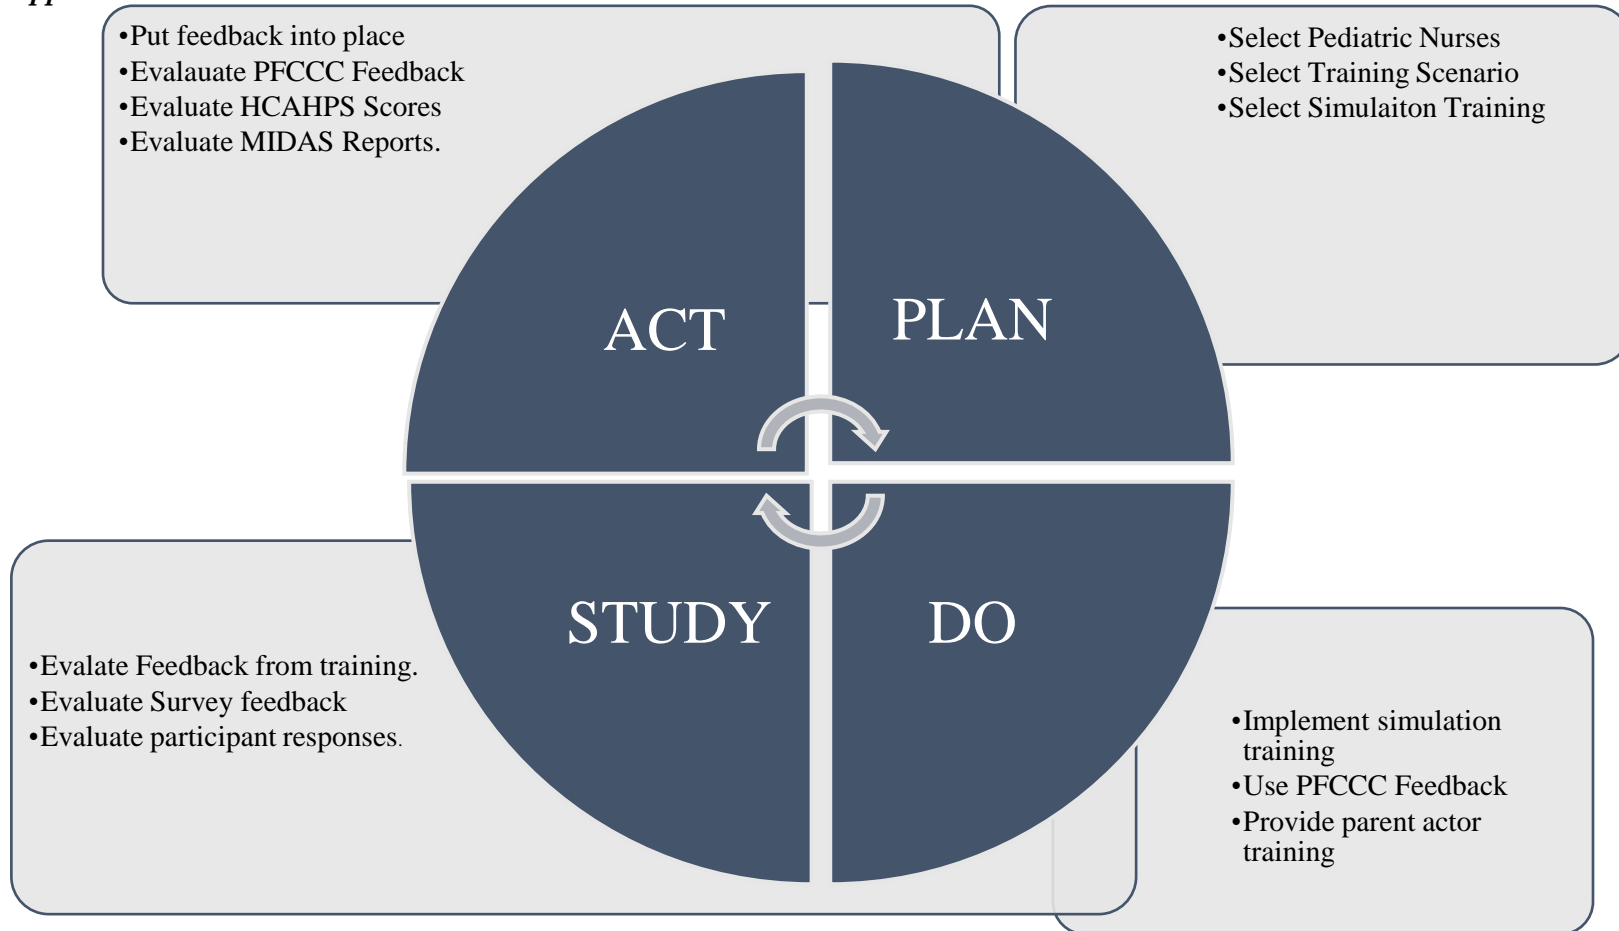 •Put feedback into place
•Evalauate PFCCC Feedback
•Evaluate HCAHPS Scores
•Evaluate MIDAS Reports.
•Select Pediatric Nurses
•Select Training Scenario
•Select Simulaiton Training
ACT
PLAN
STUDY
DO
•Evalate Feedback from training.
•Evaluate Survey feedback
•Evaluate participant responses.
•Implement simulation
training
•Use PFCCC Feedback
•Provide parent actor
training